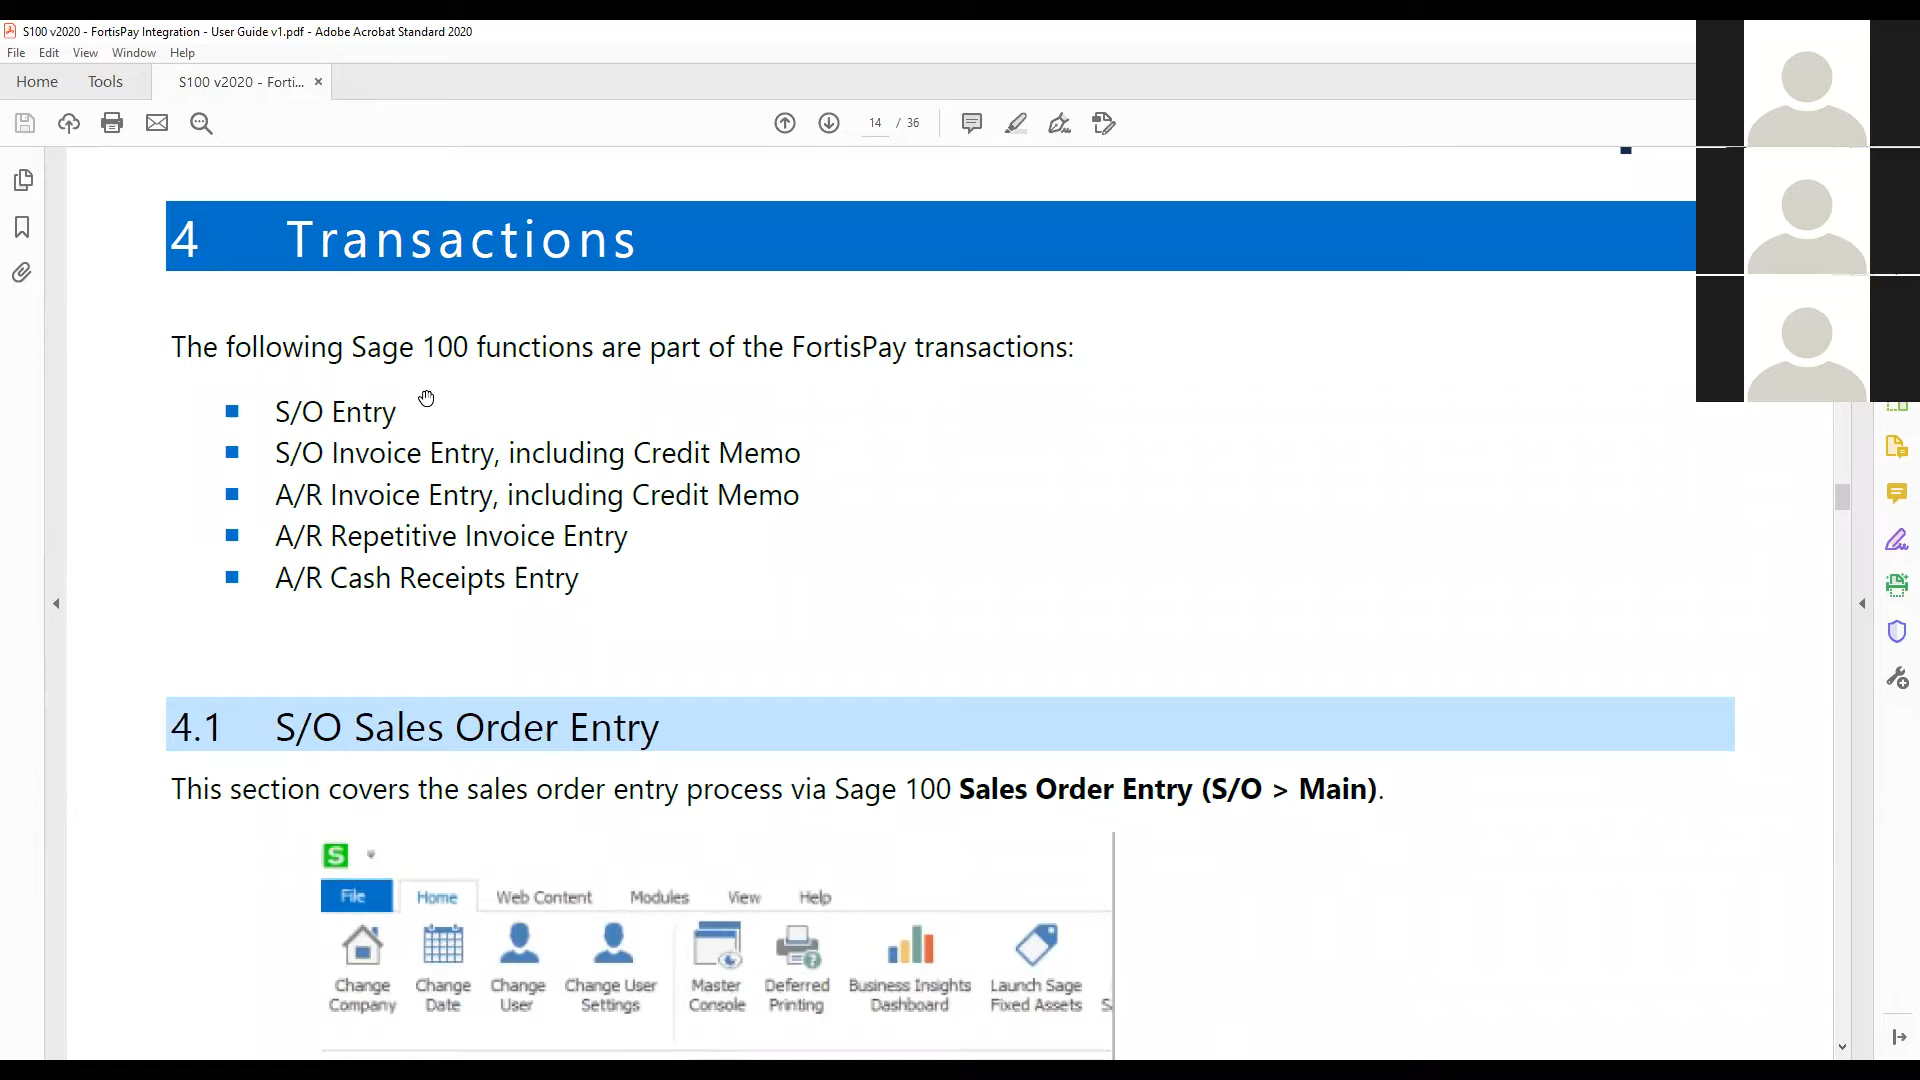 S100 v2020 - FortisPay Integration - User Guide v1.pdf - Adobe Acrobat Standard 2020
File Edit View Window Help
Home Tools S100 v2020 - Forti... ×
14 / 36
4 Transactions
The following Sage 100 functions are part of the FortisPay transactions:
■ S/O Entry
■ S/O Invoice Entry, including Credit Memo
■ A/R Invoice Entry, including Credit Memo
■ A/R Repetitive Invoice Entry
■ A/R Cash Receipts Entry
4.1 S/O Sales Order Entry
This section covers the sales order entry process via Sage 100 Sales Order Entry (S/O > Main).
S
File Home Web Content Modules View Help
Change Change Change Change User Master Deferred Business Insights Launch Sage
Company Date User Settings Console Printing Dashboard Fixed Assets S